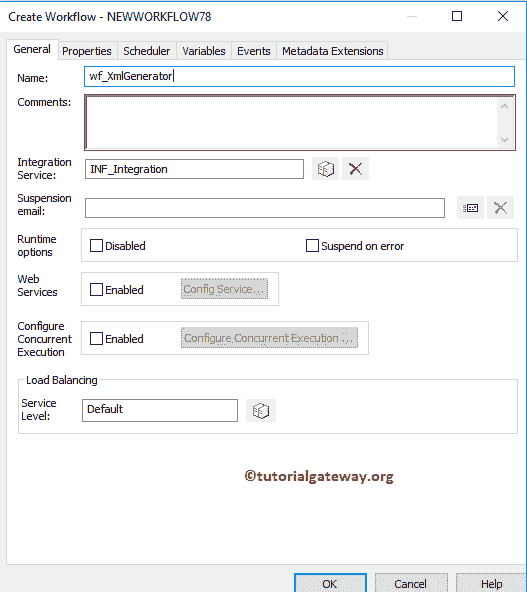 Create Workflow - NEWWORKFLOW78
General Properties Scheduler Variables Events Metadata Extensions
Name: wf_XmlGenerator
Comments:
Integration
Service: INF_Integration
Suspension
email:
Runtime
options
Disabled Suspend on error
Web
Services
Enabled Config Service...
Configure
Concurrent
Execution
Enabled Configure Concurrent Execution ...
Load Balancing
Service
Level: Default
©tutorialgateway.org
OK Cancel Help